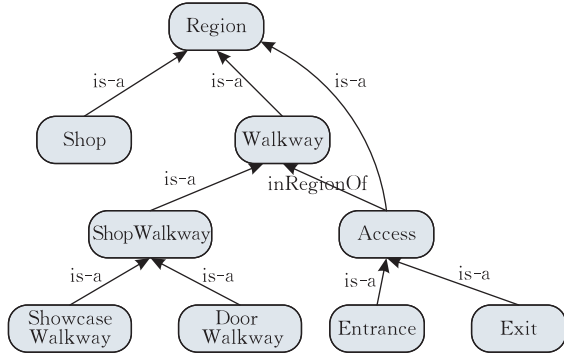 Region
is-a
is-a
is-a
Shop
Walkway
is-a
inRegionOf
ShopWalkway
Access
is-a
is-a
is-a
is-a
Showcase
Walkway
Door
Walkway
Entrance
Exit